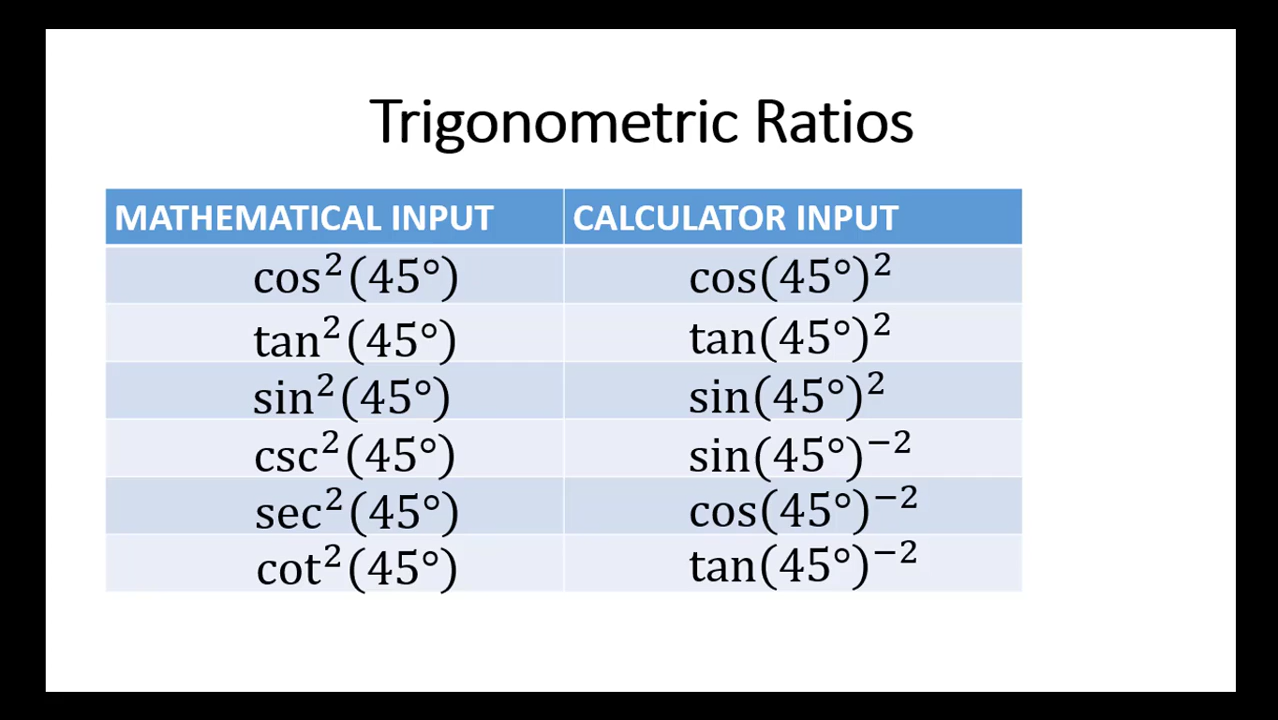 Trigonometric Ratios
MATHEMATICAL INPUT CALCULATOR INPUT
cos²(45°) cos(45°)²
tan²(45°) tan(45°)²
sin²(45°) sin(45°)²
csc²(45°) sin(45°)⁻²
sec²(45°) cos(45°)⁻²
cot²(45°) tan(45°)⁻²